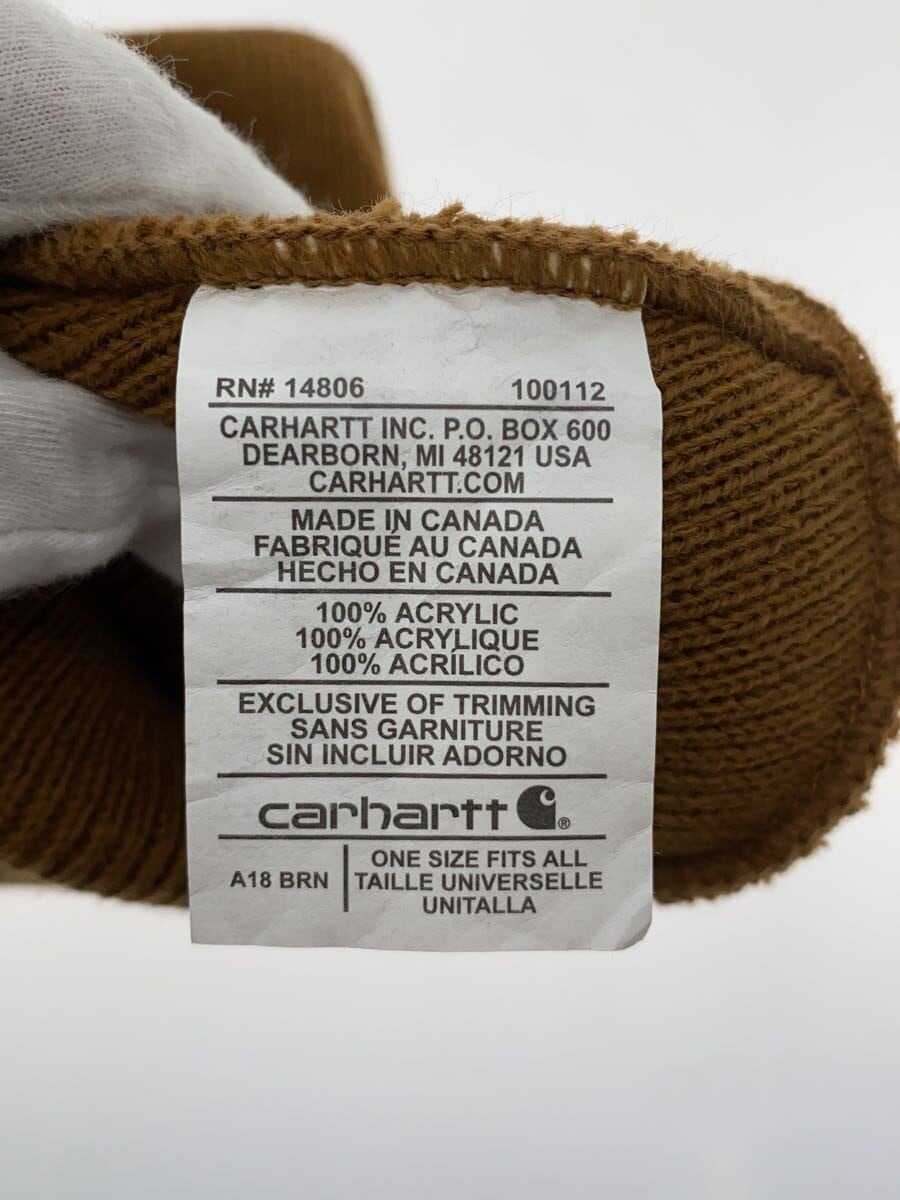 RN# 14806 100112
CARHARTT INC. P.O. BOX 600
DEARBORN, MI 48121 USA
CARHARTT.COM
MADE IN CANADA
FABRIQUÉ AU CANADA
HECHO EN CANADA
100% ACRYLIC
100% ACRYLIQUE
100% ACRÍLICO
EXCLUSIVE OF TRIMMING
SANS GARNITURE
SIN INCLUIR ADORNO
carhartt ®
A18 BRN
ONE SIZE FITS ALL
TAILLE UNIVERSELLE
UNITALLA